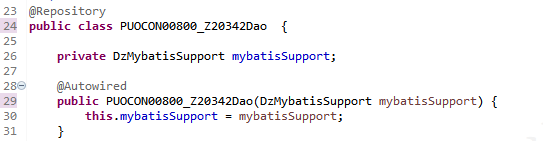 23 @Repository
24 public class PUOCON00800_Z20342Dao {
25
26 private DzMybatisSupport mybatisSupport;
27
28 @Autowired
29 public PUOCON00800_Z20342Dao(DzMybatisSupport mybatisSupport) {
30 this.mybatisSupport = mybatisSupport;
31 }